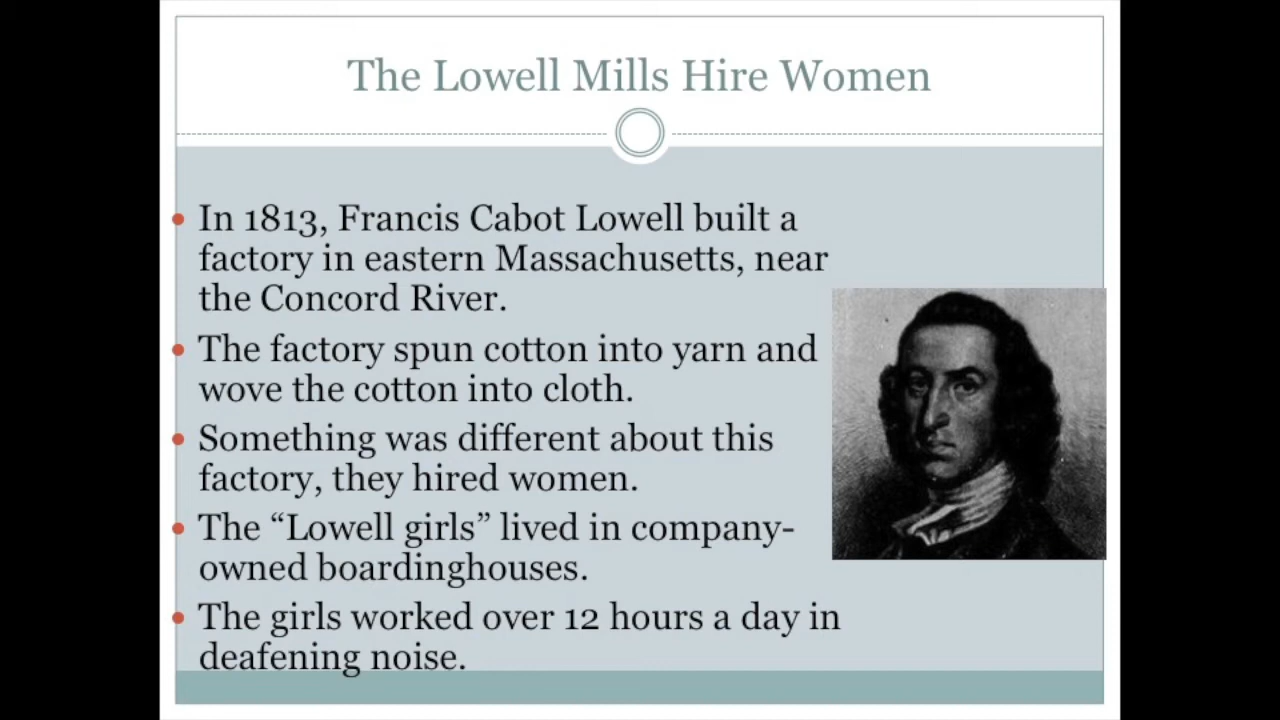 The Lowell Mills Hire Women
In 1813, Francis Cabot Lowell built a
factory in eastern Massachusetts, near
the Concord River.
The factory spun cotton into yarn and
wove the cotton into cloth.
Something was different about this
factory, they hired women.
The “Lowell girls” lived in company-
owned boardinghouses.
The girls worked over 12 hours a day in
deafening noise.